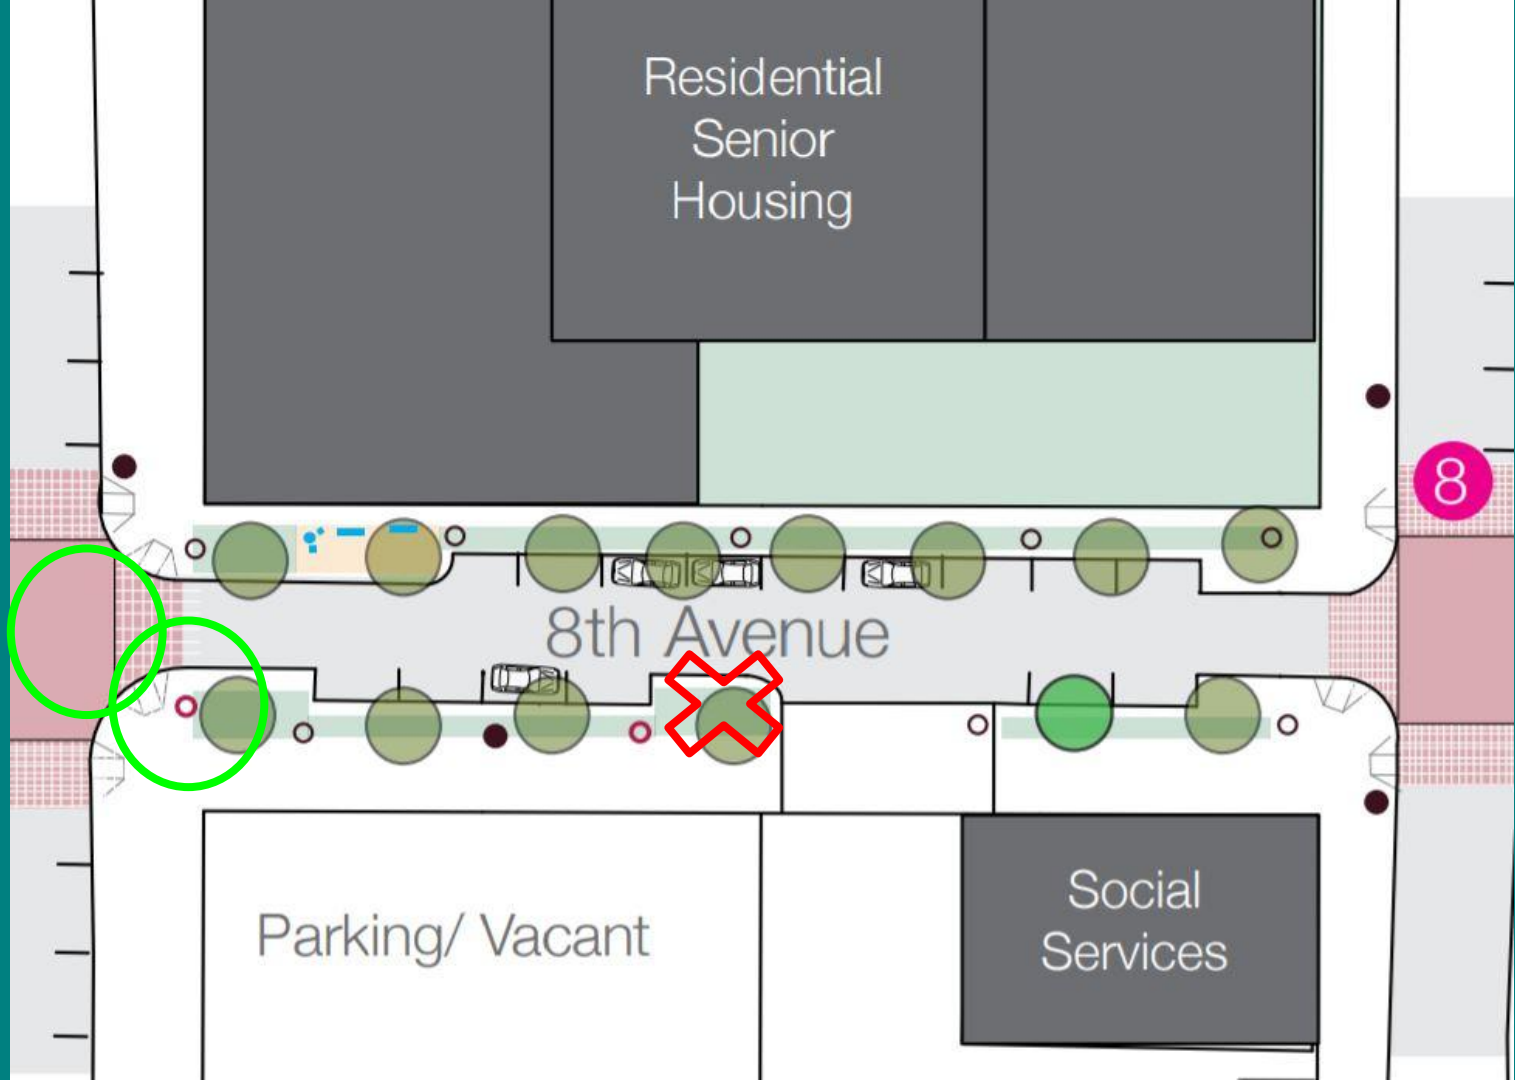 Residential
Senior
Housing
8
8th Avenue
Parking/ Vacant
Social
Services